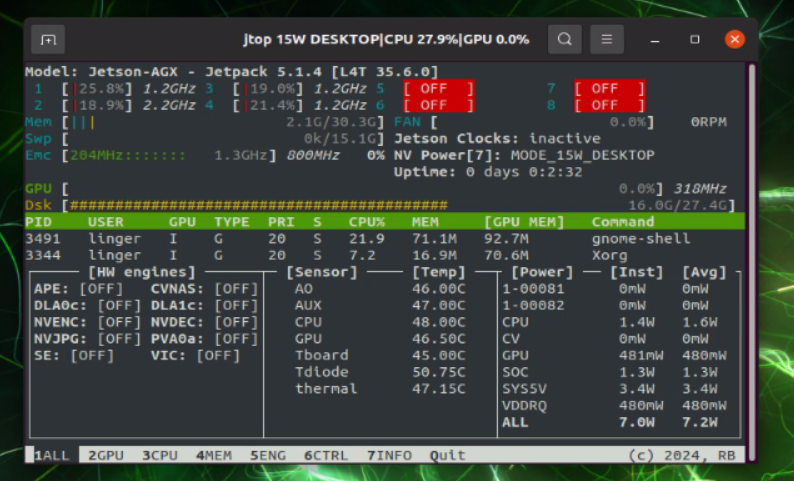 jtop 15W DESKTOP|CPU 27.9%|GPU 0.0%
Model: Jetson-AGX - Jetpack 5.1.4 [L4T 35.6.0]
1 [|25.8%] 1.2GHz 3 [|19.0%] 1.2GHz 5 [ OFF ] 7 [ OFF ]
2 [|18.9%] 2.2GHz 4 [|21.4%] 1.2GHz 6 [ OFF ] 8 [ OFF ]
Mem [||| 2.1G/30.3G] FAN [ 0.0%] 0RPM
Swp [ 0k/15.1G] Jetson Clocks: inactive
Emc [204MHz::::::: 1.3GHz] 800MHz 0% NV Power[7]: MODE_15W_DESKTOP
Uptime: 0 days 0:2:32
GPU [ 0.0%] 318MHz
Dsk [########################################## 16.0G/27.4G]
PID USER GPU TYPE PRI S CPU% MEM [GPU MEM] Command
3491 linger I G 20 S 21.9 71.1M 92.7M gnome-shell
3344 linger I G 20 S 7.2 16.9M 70.6M Xorg
[HW engines] [Sensor] [Temp] [Power] [Inst] [Avg]
APE: [OFF] CVNAS: [OFF] AO 46.00C 1-00081 0mW 0mW
DLA0c: [OFF] DLA1c: [OFF] AUX 47.00C 1-00082 0mW 0mW
NVENC: [OFF] NVDEC: [OFF] CPU 48.00C CPU 1.4W 1.6W
NVJPG: [OFF] PVA0a: [OFF] GPU 46.50C CV 0mW 0mW
SE: [OFF] VIC: [OFF] Tboard 45.00C GPU 481mW 480mW
Tdiode 50.75C SOC 1.3W 1.3W
thermal 47.15C SYS5V 3.4W 3.4W
VDDRQ 480mW 480mW
ALL 7.0W 7.2W
1ALL 2GPU 3CPU 4MEM 5ENG 6CTRL 7INFO Quit (c) 2024, RB